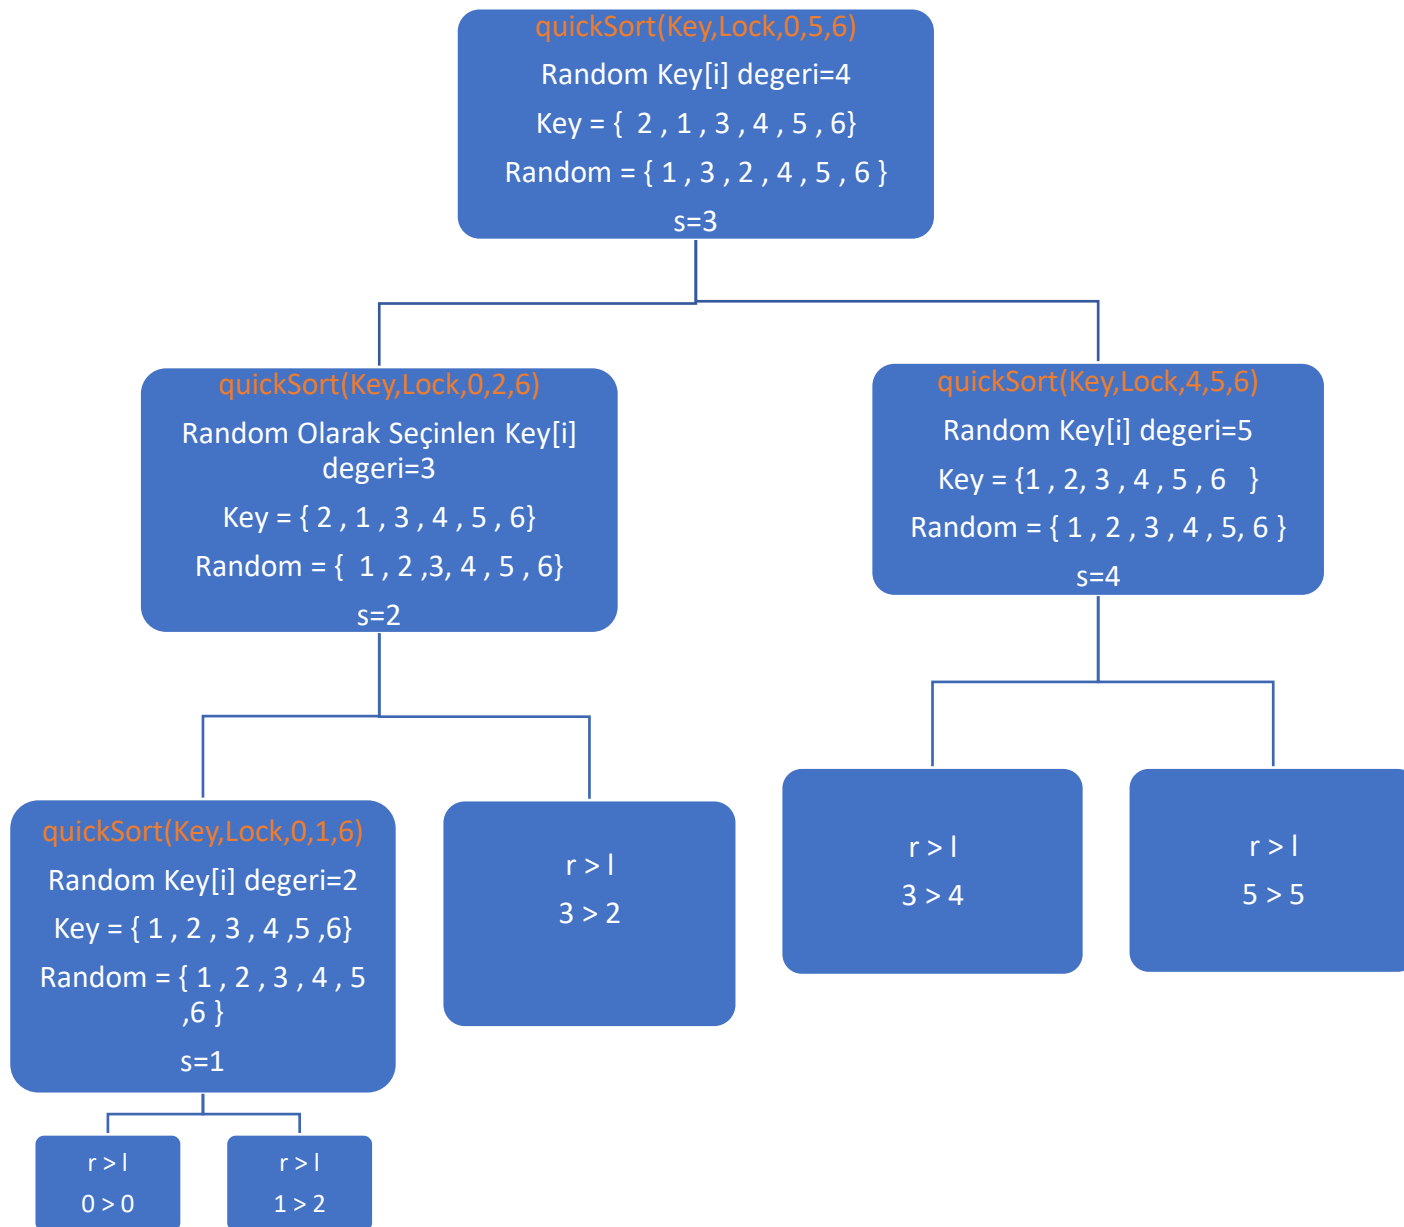 quickSort(Key,Lock,0,5,6)
Random Key[i] degeri=4
Key = {  2 , 1 , 3 , 4 , 5 , 6}
Random = { 1 , 3 , 2 , 4 , 5 , 6 }
s=3
quickSort(Key,Lock,0,2,6)
Random Olarak Seçinlen Key[i]
degeri=3
Key = { 2 , 1 , 3 , 4 , 5 , 6}
Random = {  1 , 2 ,3, 4 , 5 , 6}
s=2
quickSort(Key,Lock,4,5,6)
Random Key[i] degeri=5
Key = {1 , 2, 3 , 4 , 5 , 6   }
Random = { 1 , 2 , 3 , 4 , 5, 6 }
s=4
quickSort(Key,Lock,0,1,6)
Random Key[i] degeri=2
Key = { 1 , 2 , 3 , 4 ,5 ,6}
Random = { 1 , 2 , 3 , 4 , 5
,6 }
s=1
r > l
3 > 2
r > l
3 > 4
r > l
5 > 5
r > l
0 > 0
r > l
1 > 2